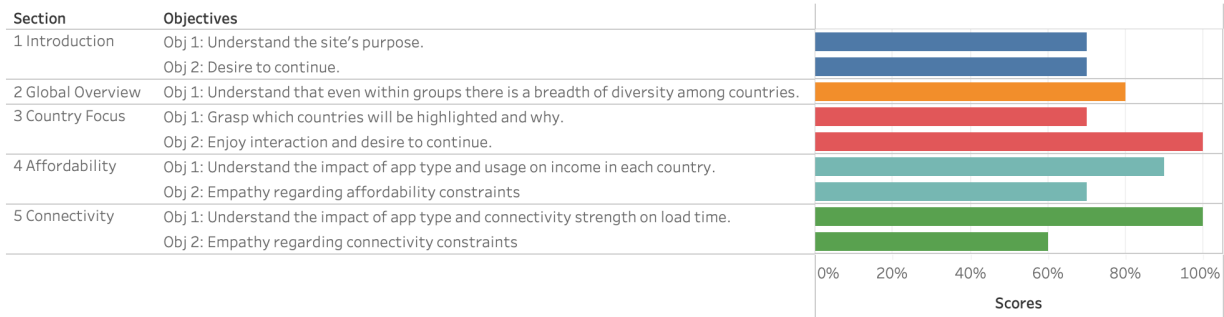 Section Objectives
1 Introduction Obj 1: Understand the site's purpose.
Obj 2: Desire to continue.
2 Global Overview Obj 1: Understand that even within groups there is a breadth of diversity among countries.
3 Country Focus Obj 1: Grasp which countries will be highlighted and why.
Obj 2: Enjoy interaction and desire to continue.
4 Affordability Obj 1: Understand the impact of app type and usage on income in each country.
Obj 2: Empathy regarding affordability constraints
5 Connectivity Obj 1: Understand the impact of app type and connectivity strength on load time.
Obj 2: Empathy regarding connectivity constraints
0% 20% 40% 60% 80% 100%
Scores